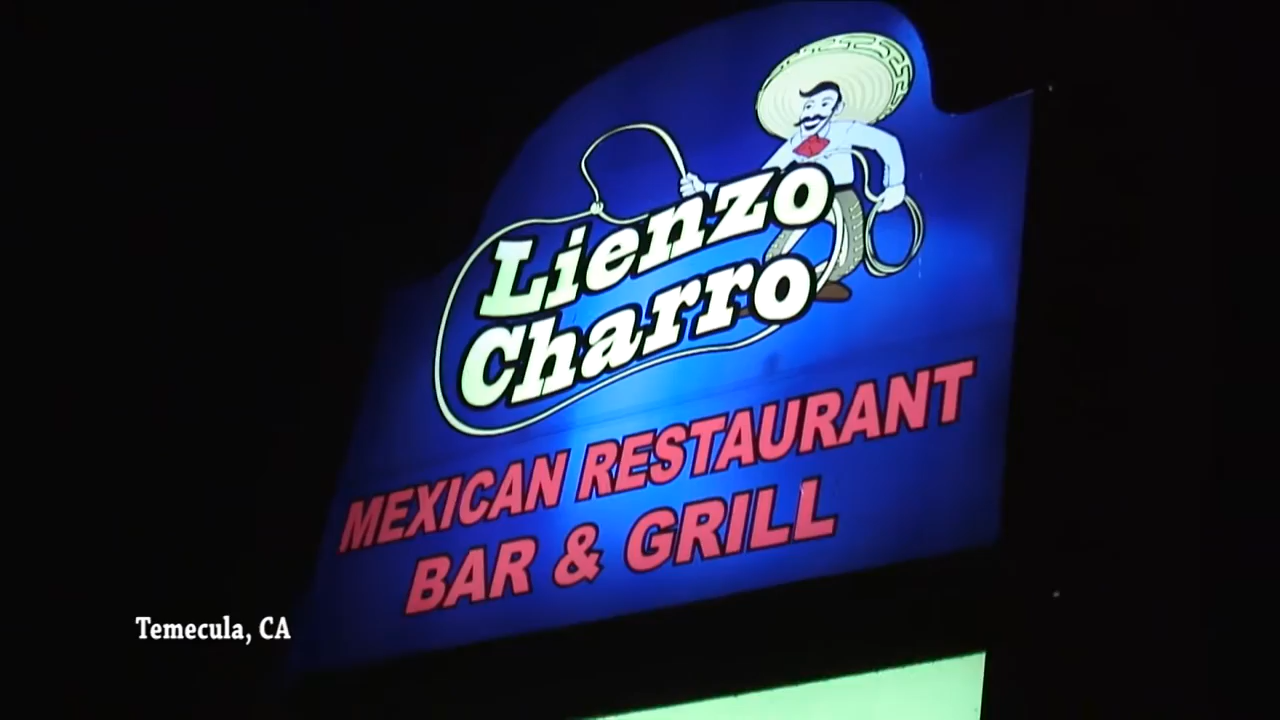 Lienzo
Charro
MEXICAN RESTAURANT
BAR & GRILL
Temecula, CA